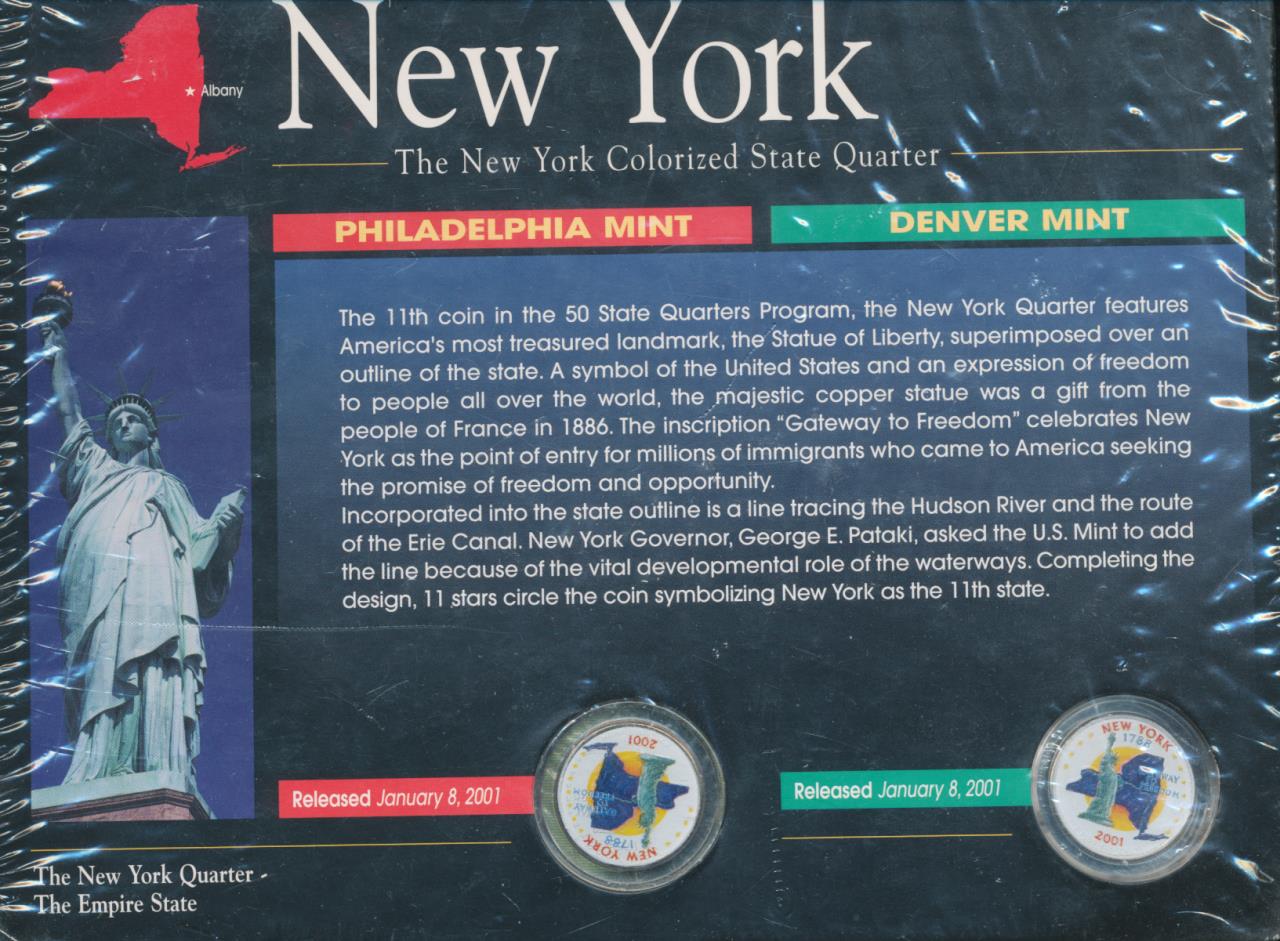 New York
★ Albany
The New York Colorized State Quarter
PHILADELPHIA MINT
DENVER MINT
The 11th coin in the 50 State Quarters Program, the New York Quarter features
America's most treasured landmark, the Statue of Liberty, superimposed over an
outline of the state. A symbol of the United States and an expression of freedom
to people all over the world, the majestic copper statue was a gift from the
people of France in 1886. The inscription “Gateway to Freedom” celebrates New
York as the point of entry for millions of immigrants who came to America seeking
the promise of freedom and opportunity.
Incorporated into the state outline is a line tracing the Hudson River and the route
of the Erie Canal. New York Governor, George E. Pataki, asked the U.S. Mint to add
the line because of the vital developmental role of the waterways. Completing the
design, 11 stars circle the coin symbolizing New York as the 11th state.
Released January 8, 2001
NEW YORK
1788
GATEWAY
TO
FREEDOM
2001
Released January 8, 2001
NEW YORK
1788
2001
The New York Quarter -
The Empire State